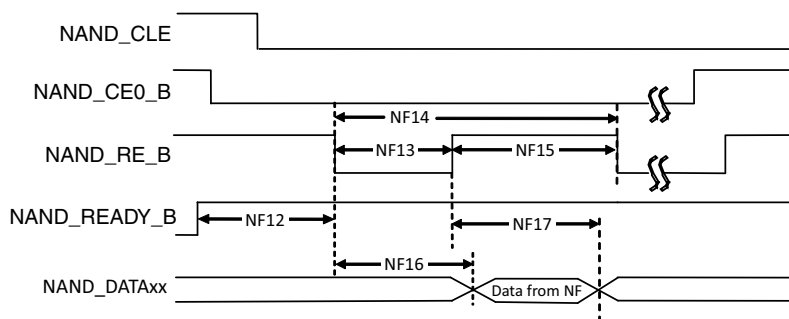 NAND_CLE
NAND_CE0_B
NF14
NAND_RE_B
NF13
NF15
NAND_READY_B
NF12
NF17
NF16
NAND_DATAxx
Data from NF